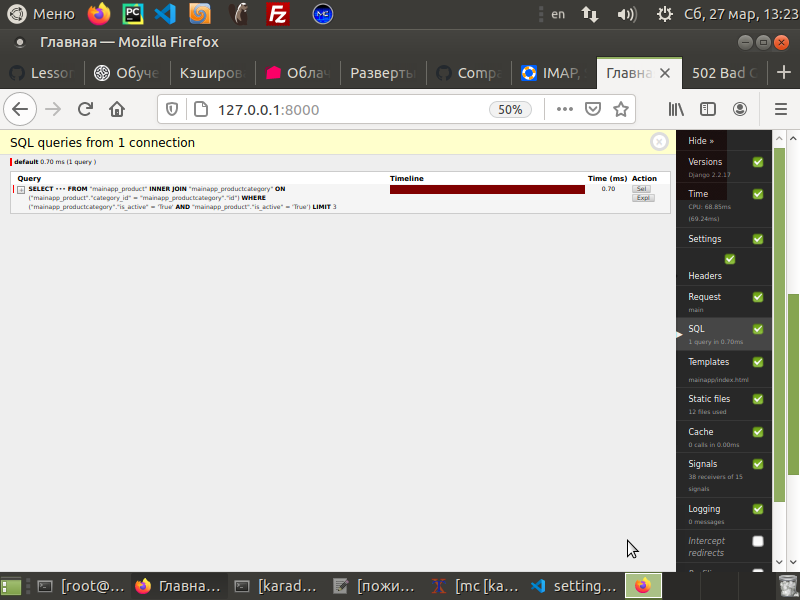 Меню
en
Сб, 27 мар, 13:23
Главная — Mozilla Firefox
Lesson
Обуче
Кэширов
Облач
Разверты
Compa
IMAP,
Главна
502 Bad G
127.0.0.1:8000
50%
SQL queries from 1 connection
default 0.70 ms (1 query )
Query Timeline Time (ms) Action
SELECT ••• FROM "mainapp_product" INNER JOIN "mainapp_productcategory" ON
("mainapp_product"."category_id" = "mainapp_productcategory"."id") WHERE
("mainapp_productcategory"."is_active" = 'True' AND "mainapp_product"."is_active" = 'True') LIMIT 3
0.70
Sel
Expl
Hide »
Versions
Django 2.2.17
Time
CPU: 68.85ms
(69.24ms)
Settings
Headers
Request
main
SQL
1 query in 0.70ms
Templates
mainapp/index.html
Static files
12 files used
Cache
0 calls in 0.00ms
Signals
38 receivers of 15
signals
Logging
0 messages
Intercept
redirects
[root@...
Главна...
[karad...
[пожи...
[mc [ka...
setting...